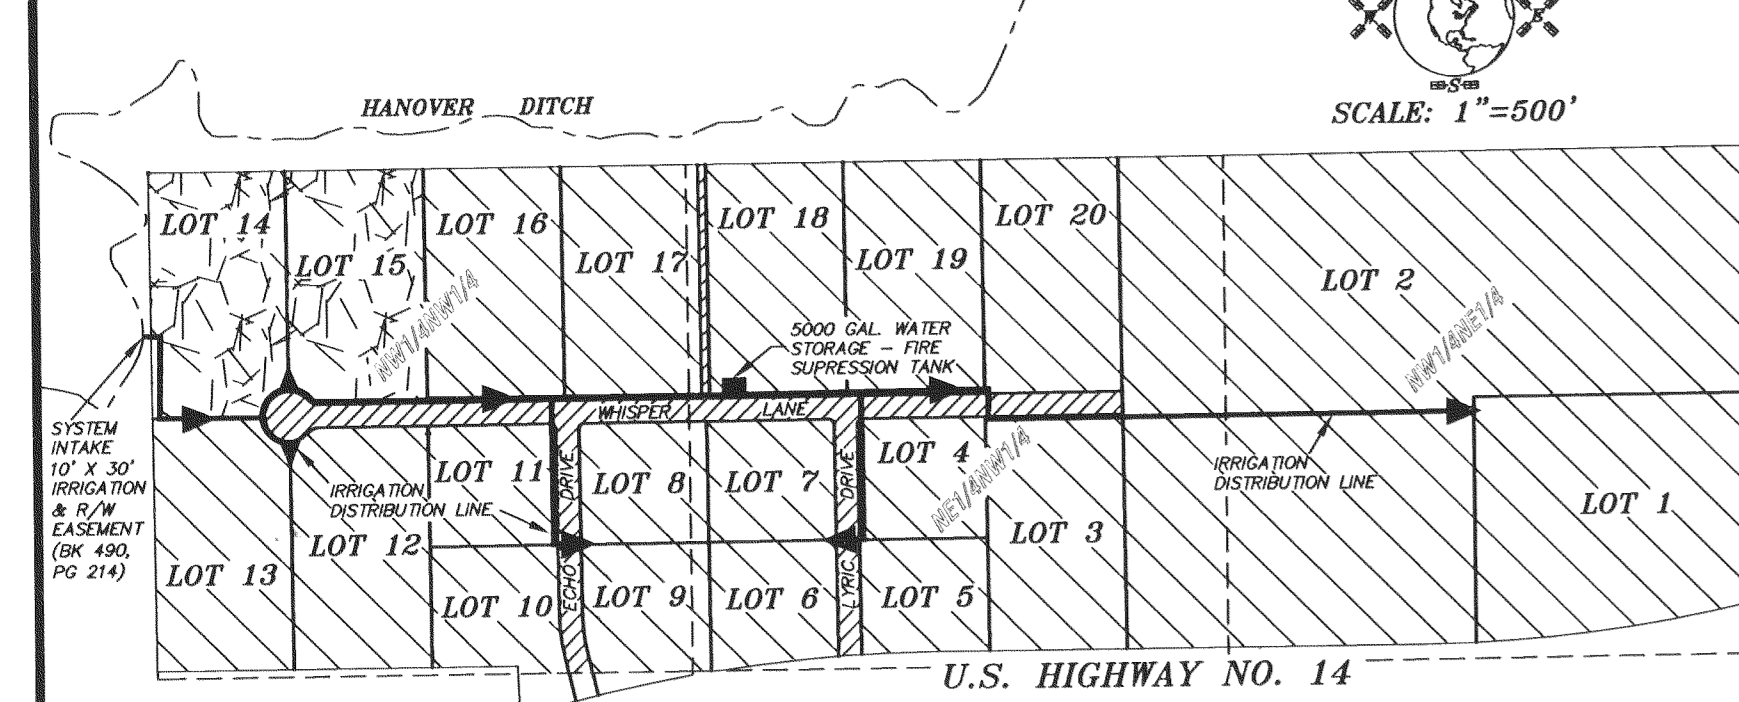 E
S
SCALE: 1"=500'
HANOVER DITCH
LOT 14
LOT 15
LOT 16
LOT 17
LOT 18
LOT 19
LOT 20
LOT 2
NW1/4NW1/4
NW1/4NE1/4
5000 GAL. WATER
STORAGE – FIRE
SUPRESSION TANK
WHISPER LANE
SYSTEM
INTAKE
10' X 30'
IRRIGATION
& R/W
EASEMENT
(BK 490,
PG 214)
IRRIGATION
DISTRIBUTION LINE
LOT 11
ECHO DRIVE
LOT 8
LOT 7
LYRIC DRIVE
LOT 4
NE1/4NW1/4
IRRIGATION
DISTRIBUTION LINE
LOT 1
LOT 13
LOT 12
LOT 3
LOT 10
LOT 9
LOT 6
LOT 5
U.S. HIGHWAY NO. 14